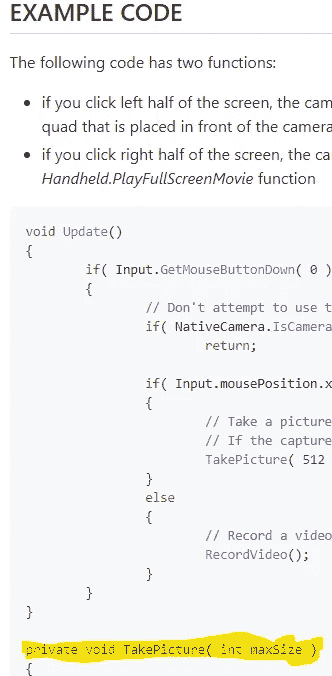 EXAMPLE CODE
The following code has two functions:
• if you click left half of the screen, the cam
quad that is placed in front of the camera
• if you click right half of the screen, the ca
Handheld.PlayFullScreenMovie function
void Update()
{
if( Input.GetMouseButtonDown( 0 )
{
// Don't attempt to use t
if( NativeCamera.IsCamera
return;
if( Input.mousePosition.x
{
// Take a picture
// If the capture
TakePicture( 512
}
else
{
// Record a video
RecordVideo();
}
}
}
private void TakePicture( int maxSize )
{